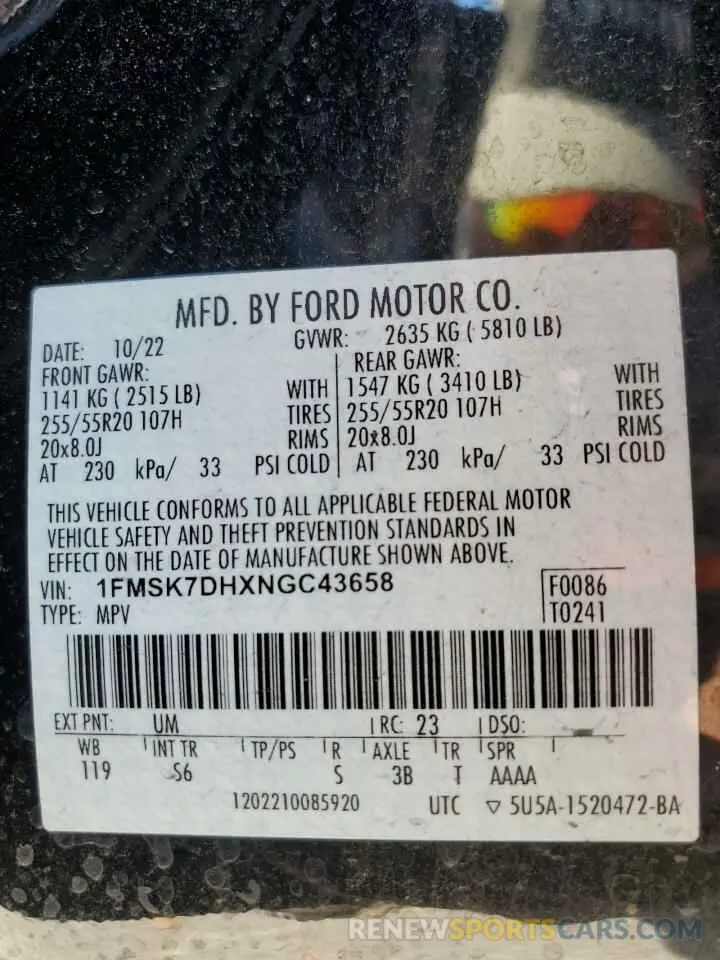 MFD. BY FORD MOTOR CO.
DATE: 10/22 GVWR: 2635 KG ( 5810 LB)
FRONT GAWR: REAR GAWR:
1141 KG ( 2515 LB) WITH 1547 KG ( 3410 LB) WITH
255/55R20 107H TIRES 255/55R20 107H TIRES
20x8.0J RIMS 20x8.0J RIMS
AT 230 kPa/ 33 PSI COLD AT 230 kPa/ 33 PSI COLD
THIS VEHICLE CONFORMS TO ALL APPLICABLE FEDERAL MOTOR
VEHICLE SAFETY AND THEFT PREVENTION STANDARDS IN
EFFECT ON THE DATE OF MANUFACTURE SHOWN ABOVE.
VIN: 1FMSK7DHXNGC43658 F0086
TYPE: MPV T0241
EXT PNT: UM RC: 23 DSO:
WB INT TR TP/PS R AXLE TR SPR
119 S6 S 3B T AAAA
1202210085920 UTC ▽ 5U5A-1520472-BA
RENEWSPORTSCARS.COM